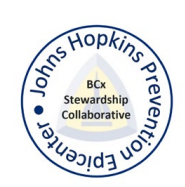 Johns Hopkins Prevention Epicenter •
BCx
Stewardship
Collaborative